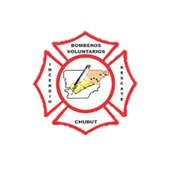 BOMBEROS
VOLUNTARIOS
INCENDIO
RESCATE
CHUBUT